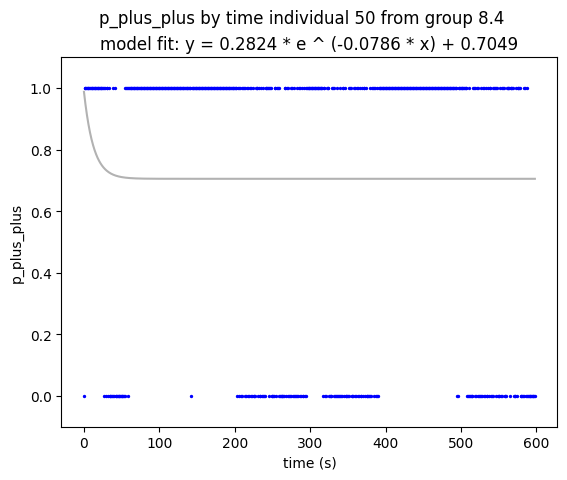 p_plus_plus by time individual 50 from group 8.4
model fit: y = 0.2824 * e ^ (-0.0786 * x) + 0.7049
1.0
0.8
0.6
0.4
0.2
0.0
p_plus_plus
0 100 200 300 400 500 600
time (s)